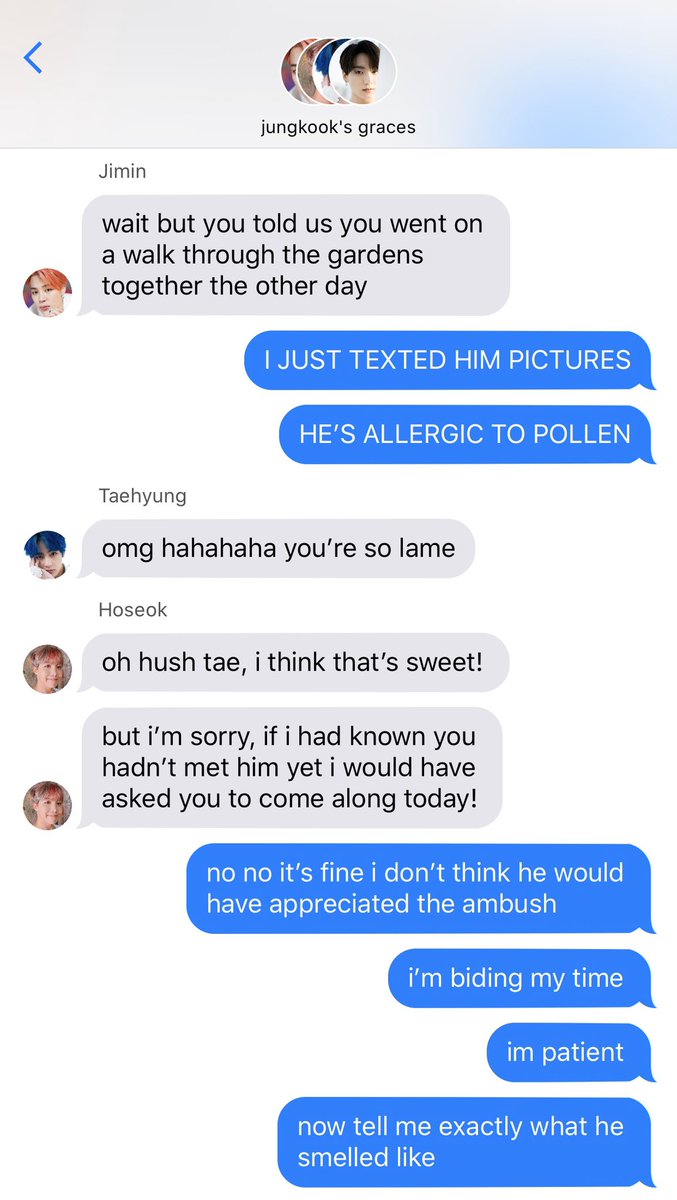 jungkook's graces
Jimin
wait but you told us you went on
a walk through the gardens
together the other day
I JUST TEXTED HIM PICTURES
HE’S ALLERGIC TO POLLEN
Taehyung
omg hahahaha you’re so lame
Hoseok
oh hush tae, i think that’s sweet!
but i’m sorry, if i had known you
hadn’t met him yet i would have
asked you to come along today!
no no it’s fine i don’t think he would
have appreciated the ambush
i’m biding my time
im patient
now tell me exactly what he
smelled like